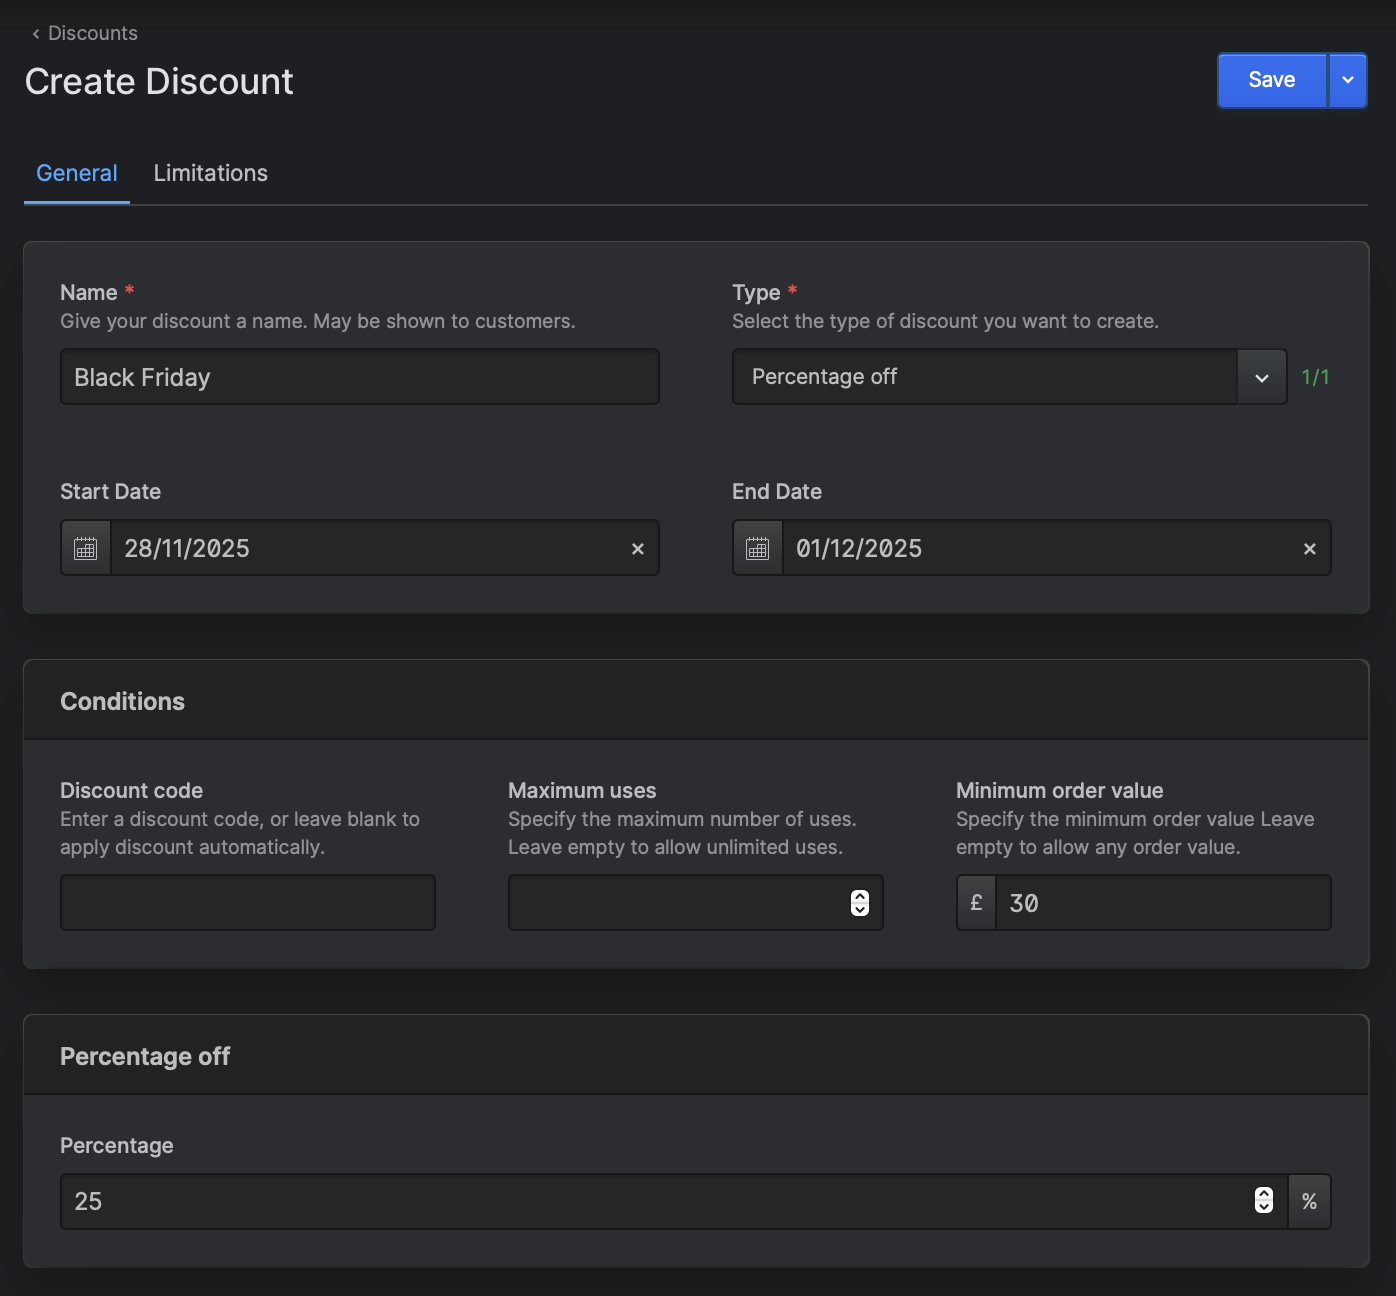 Discounts
Create Discount
Save
General
Limitations
Name *
Give your discount a name. May be shown to customers.
Black Friday
Type *
Select the type of discount you want to create.
Percentage off
1/1
Start Date
28/11/2025
End Date
01/12/2025
Conditions
Discount code
Enter a discount code, or leave blank to
apply discount automatically.
Maximum uses
Specify the maximum number of uses.
Leave empty to allow unlimited uses.
Minimum order value
Specify the minimum order value Leave
empty to allow any order value.
£ 30
Percentage off
Percentage
25 %